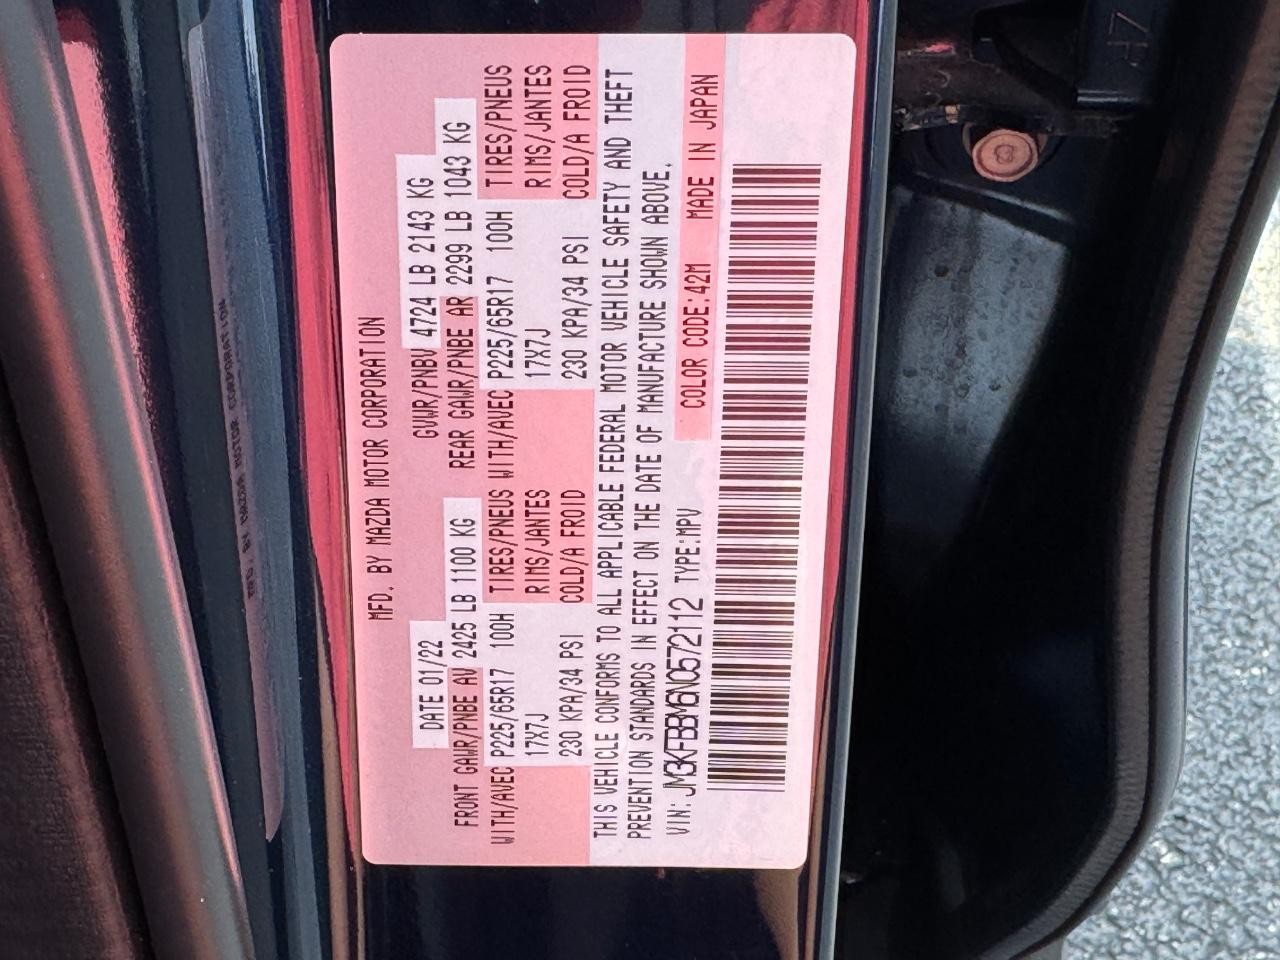 MFD. BY MAZDA MOTOR CORPORATION
DATE 01/22 GVWR/PNBV 4724 LB 2143 KG
FRONT GAWR/PNBE AV 2425 LB 1100 KG REAR GAWR/PNBE AR 2299 LB 1043 KG
WITH/AVEC P225/65R17 100H TIRES/PNEUS WITH/AVEC P225/65R17 100H TIRES/PNEUS
17X7J RIMS/JANTES 17X7J RIMS/JANTES
230 KPA/34 PSI COLD/A FROID 230 KPA/34 PSI COLD/A FROID
THIS VEHICLE CONFORMS TO ALL APPLICABLE FEDERAL MOTOR VEHICLE SAFETY AND THEFT
PREVENTION STANDARDS IN EFFECT ON THE DATE OF MANUFACTURE SHOWN ABOVE.
VIN: JM3KFBBM6N0572112 TYPE:MPV COLOR CODE:42M MADE IN JAPAN
MFD. BY MAZDA MOTOR CORPORATION